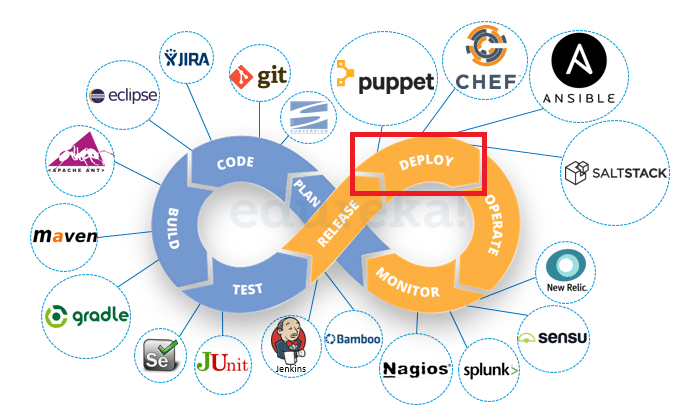 JIRA
git
puppet
CHEF
ANSIBLE
eclipse
SUBVERSION
<APACHE ANT>
SALTSTACK
CODE
PLAN
DEPLOY
BUILD
edureka!
RELEASE
OPERATE
maven
TEST
MONITOR
New Relic.
gradle
Se
JUnit
Jenkins
Bamboo
Nagios®
splunk>
sensu